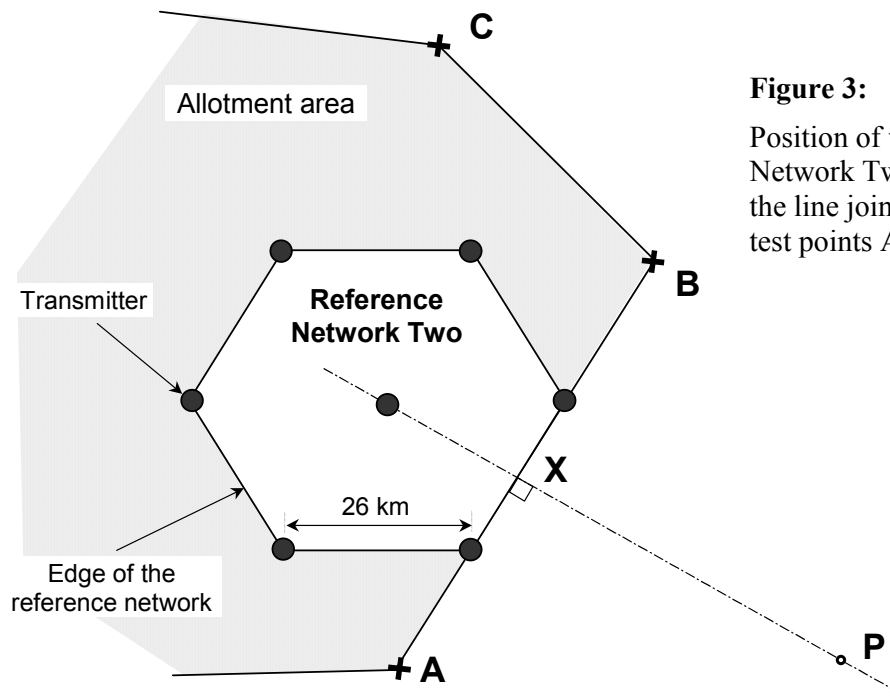 C
Allotment area
Figure 3:
Position of
Network Tw
the line join
test points A
B
Transmitter
Reference
Network Two
X
26 km
Edge of the
reference network
P
A